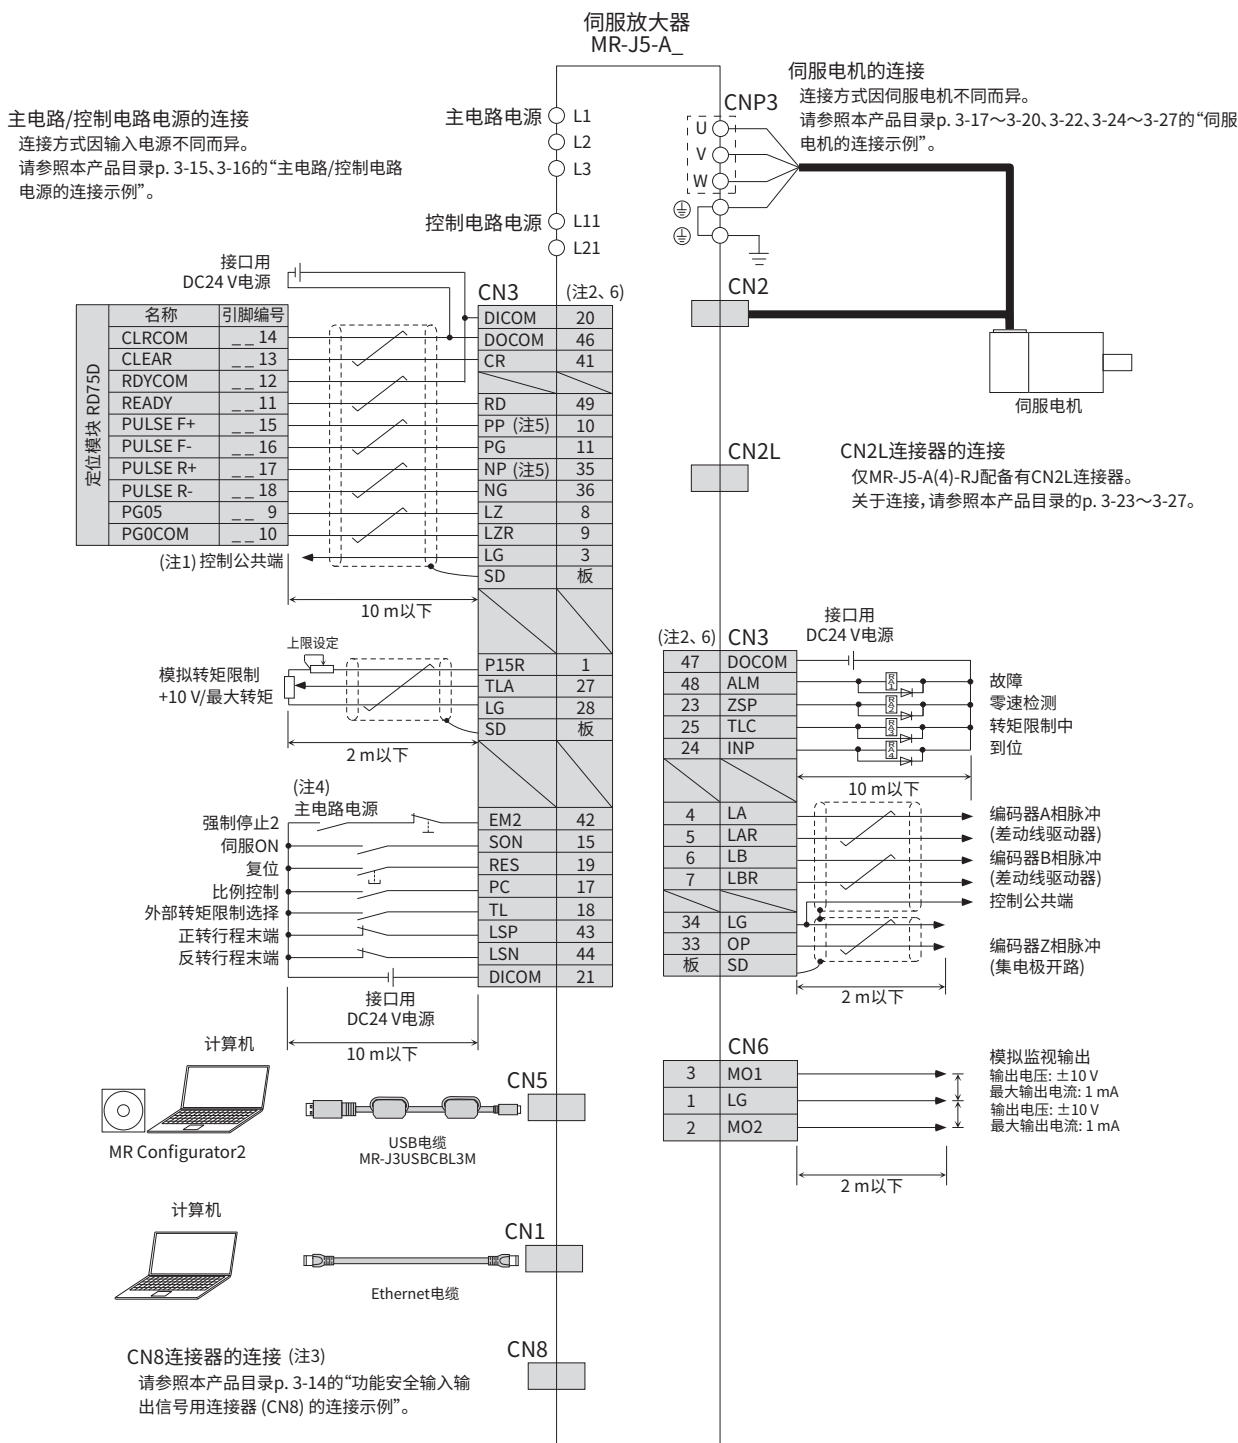 伺服放大器
MR-J5-A_
主电路/控制电路电源的连接
连接方式因输入电源不同而异。
请参照本产品目录p. 3-15、3-16的“主电路/控制电路
电源的连接示例”。
主电路电源
L1
L2
L3
控制电路电源
L11
L21
CNP3
U
V
W
伺服电机的连接
连接方式因伺服电机不同而异。
请参照本产品目录p. 3-17～3-20、3-22、3-24～3-27的“伺服
电机的连接示例”。
CN2
伺服电机
CN2L
CN2L连接器的连接
仅MR-J5-A(4)-RJ配备有CN2L连接器。
关于连接，请参照本产品目录的p. 3-23～3-27。
接口用
DC24 V电源
CN3
(注2、6)
定位模块 RD75D
名称 引脚编号
CLRCOM _ _ 14
CLEAR _ _ 13
RDYCOM _ _ 12
READY _ _ 11
PULSE F+ _ _ 15
PULSE F- _ _ 16
PULSE R+ _ _ 17
PULSE R- _ _ 18
PG05 _ _ 9
PG0COM _ _ 10
(注1) 控制公共端
10 m以下
DICOM 20
DOCOM 46
CR 41
RD 49
PP (注5) 10
PG 11
NP (注5) 35
NG 36
LZ 8
LZR 9
LG 3
SD 板
上限设定
模拟转矩限制
+10 V/最大转矩
2 m以下
P15R 1
TLA 27
LG 28
SD 板
(注4)
主电路电源
强制停止2
伺服ON
复位
比例控制
外部转矩限制选择
正转行程末端
反转行程末端
EM2 42
SON 15
RES 19
PC 17
TL 18
LSP 43
LSN 44
DICOM 21
接口用
DC24 V电源
10 m以下
(注2、6) CN3
接口用
DC24 V电源
47 DOCOM
48 ALM
23 ZSP
25 TLC
24 INP
RA1
RA2
RA3
RA4
故障
零速检测
转矩限制中
到位
10 m以下
4 LA
5 LAR
6 LB
7 LBR
34 LG
33 OP
板 SD
编码器A相脉冲
(差动线驱动器)
编码器B相脉冲
(差动线驱动器)
控制公共端
编码器Z相脉冲
(集电极开路)
2 m以下
CN6
3 MO1
1 LG
2 MO2
模拟监视输出
输出电压: ±10 V
最大输出电流: 1 mA
输出电压: ±10 V
最大输出电流: 1 mA
2 m以下
计算机
MR Configurator2
USB电缆
MR-J3USBCBL3M
CN5
计算机
Ethernet电缆
CN1
CN8连接器的连接 (注3)
请参照本产品目录p. 3-14的“功能安全输入输
出信号用连接器 (CN8) 的连接示例”。
CN8